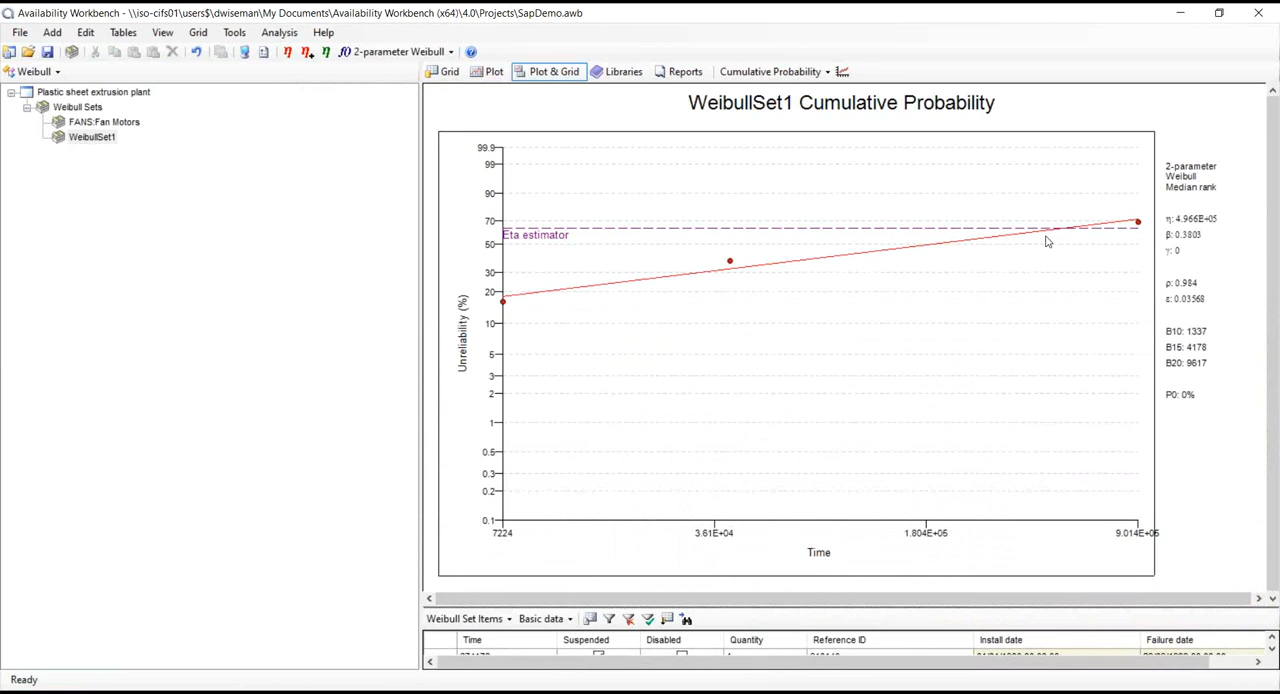 Availability Workbench - \\iso-cifs01\users$\dwiseman\My Documents\Availability Workbench (x64)\4.0\Projects\SapDemo.awb
File Add Edit Tables View Grid Tools Analysis Help
η η+ η f() 2-parameter Weibull
Weibull
Grid Plot Plot & Grid Libraries Reports Cumulative Probability
Plastic sheet extrusion plant
Weibull Sets
FANS:Fan Motors
WeibullSet1
WeibullSet1 Cumulative Probability
99.9
99
90
70
50
30
20
10
5
3
2
1
0.5
0.3
0.2
0.1
Unreliability (%)
Eta estimator
7224 3.61E+04 1.804E+05 9.014E+05
Time
2-parameter
Weibull
Median rank
η: 4.966E+05
β: 0.3803
γ: 0
ρ: 0.984
ε: 0.03568
B10: 1337
B15: 4178
B20: 9617
P0: 0%
Weibull Set Items Basic data
Time Suspended Disabled Quantity Reference ID Install date Failure date
Ready